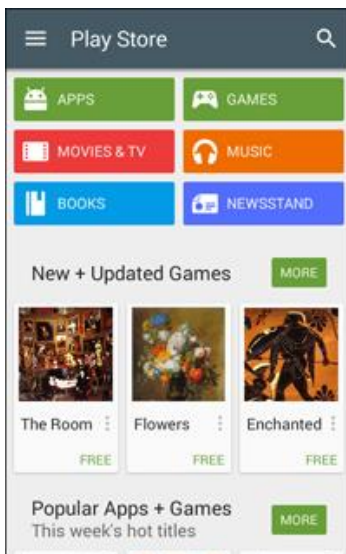 Play Store
APPS
GAMES
MOVIES & TV
MUSIC
BOOKS
NEWSSTAND
New + Updated Games
MORE
The Room
Flowers
Enchanted
FREE
FREE
FREE
Popular Apps + Games
This week's hot titles
MORE